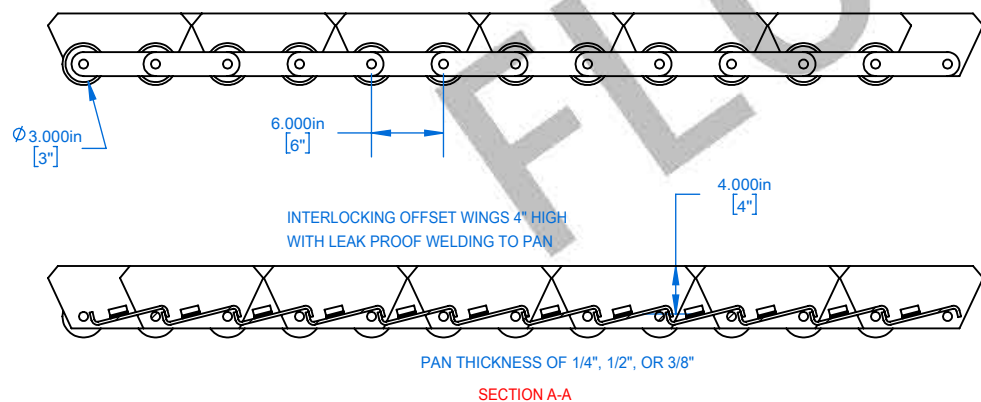 FLO
Ø3.000in
[3"]
6.000in
[6"]
4.000in
[4"]
INTERLOCKING OFFSET WINGS 4" HIGH
WITH LEAK PROOF WELDING TO PAN
PAN THICKNESS OF 1/4", 1/2", OR 3/8"
SECTION A-A